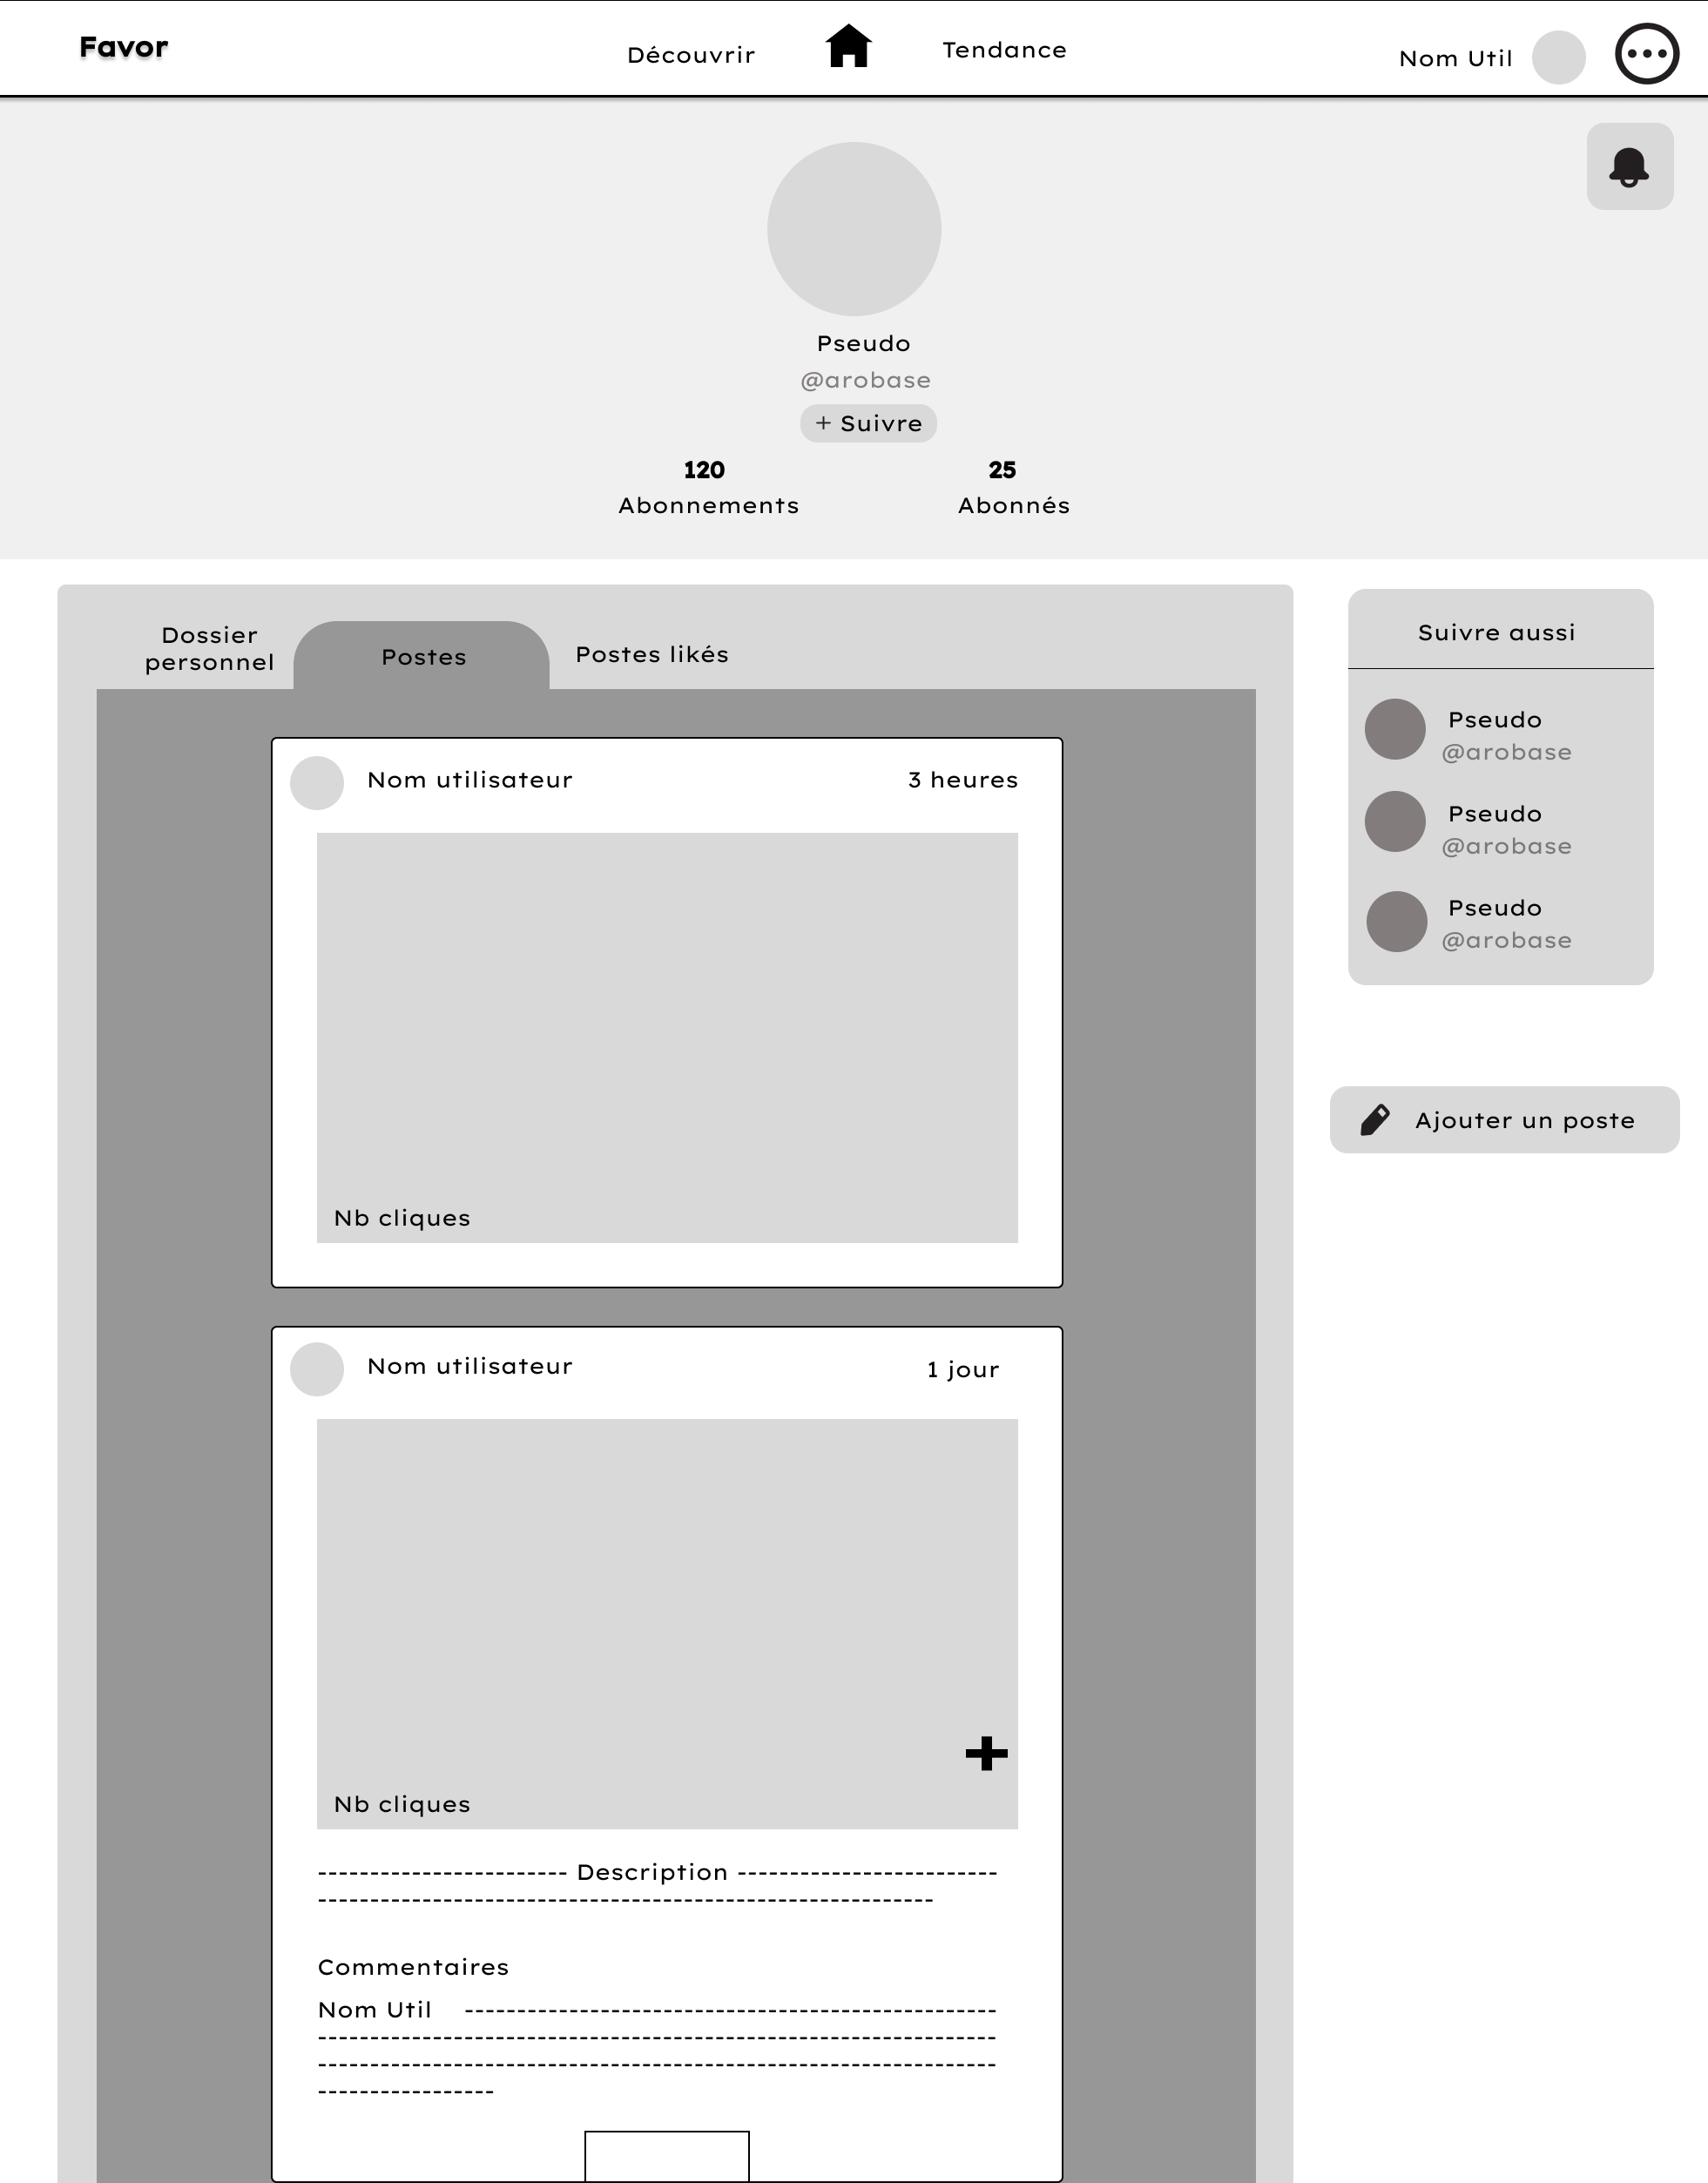 Favor
Découvrir
Tendance
Nom Util
Pseudo
@arobase
+ Suivre
120
25
Abonnements
Abonnés
Dossier
personnel
Postes
Postes likés
Suivre aussi
Pseudo
@arobase
Pseudo
@arobase
Pseudo
@arobase
Ajouter un poste
Nom utilisateur
3 heures
Nb cliques
Nom utilisateur
1 jour
Nb cliques
------------------------ Description -------------------------
-----------------------------------------------------------
Commentaires
Nom Util ---------------------------------------------------
-----------------------------------------------------------------
-----------------------------------------------------------------
-----------------